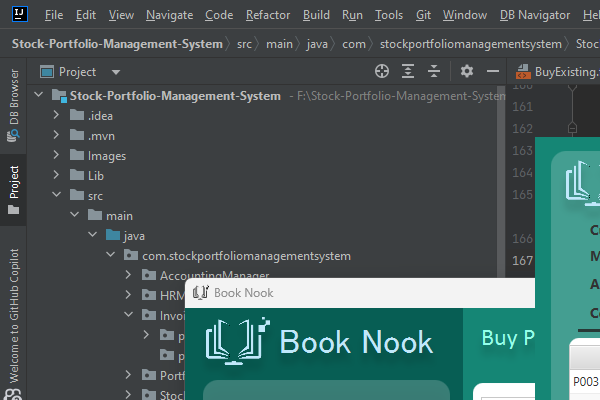 File Edit View Navigate Code Refactor Build Run Tools Git Window DB Navigator
Stock-Portfolio-Management-System src main java com stockportfoliomanagementsystem
Project
BuyExisting.
DB Browser
Project
Welcome to GitHub Copilot
Stock-Portfolio-Management-System - F:\Stock-Portfolio-Management-System
.idea
.mvn
Images
Lib
src
main
java
com.stockportfoliomanagementsystem
AccountingManager
HRM
Invoi
p
p
Portf
Stock
161
162
163
164
165
166
167
Book Nook
Book Nook
Buy P
P003